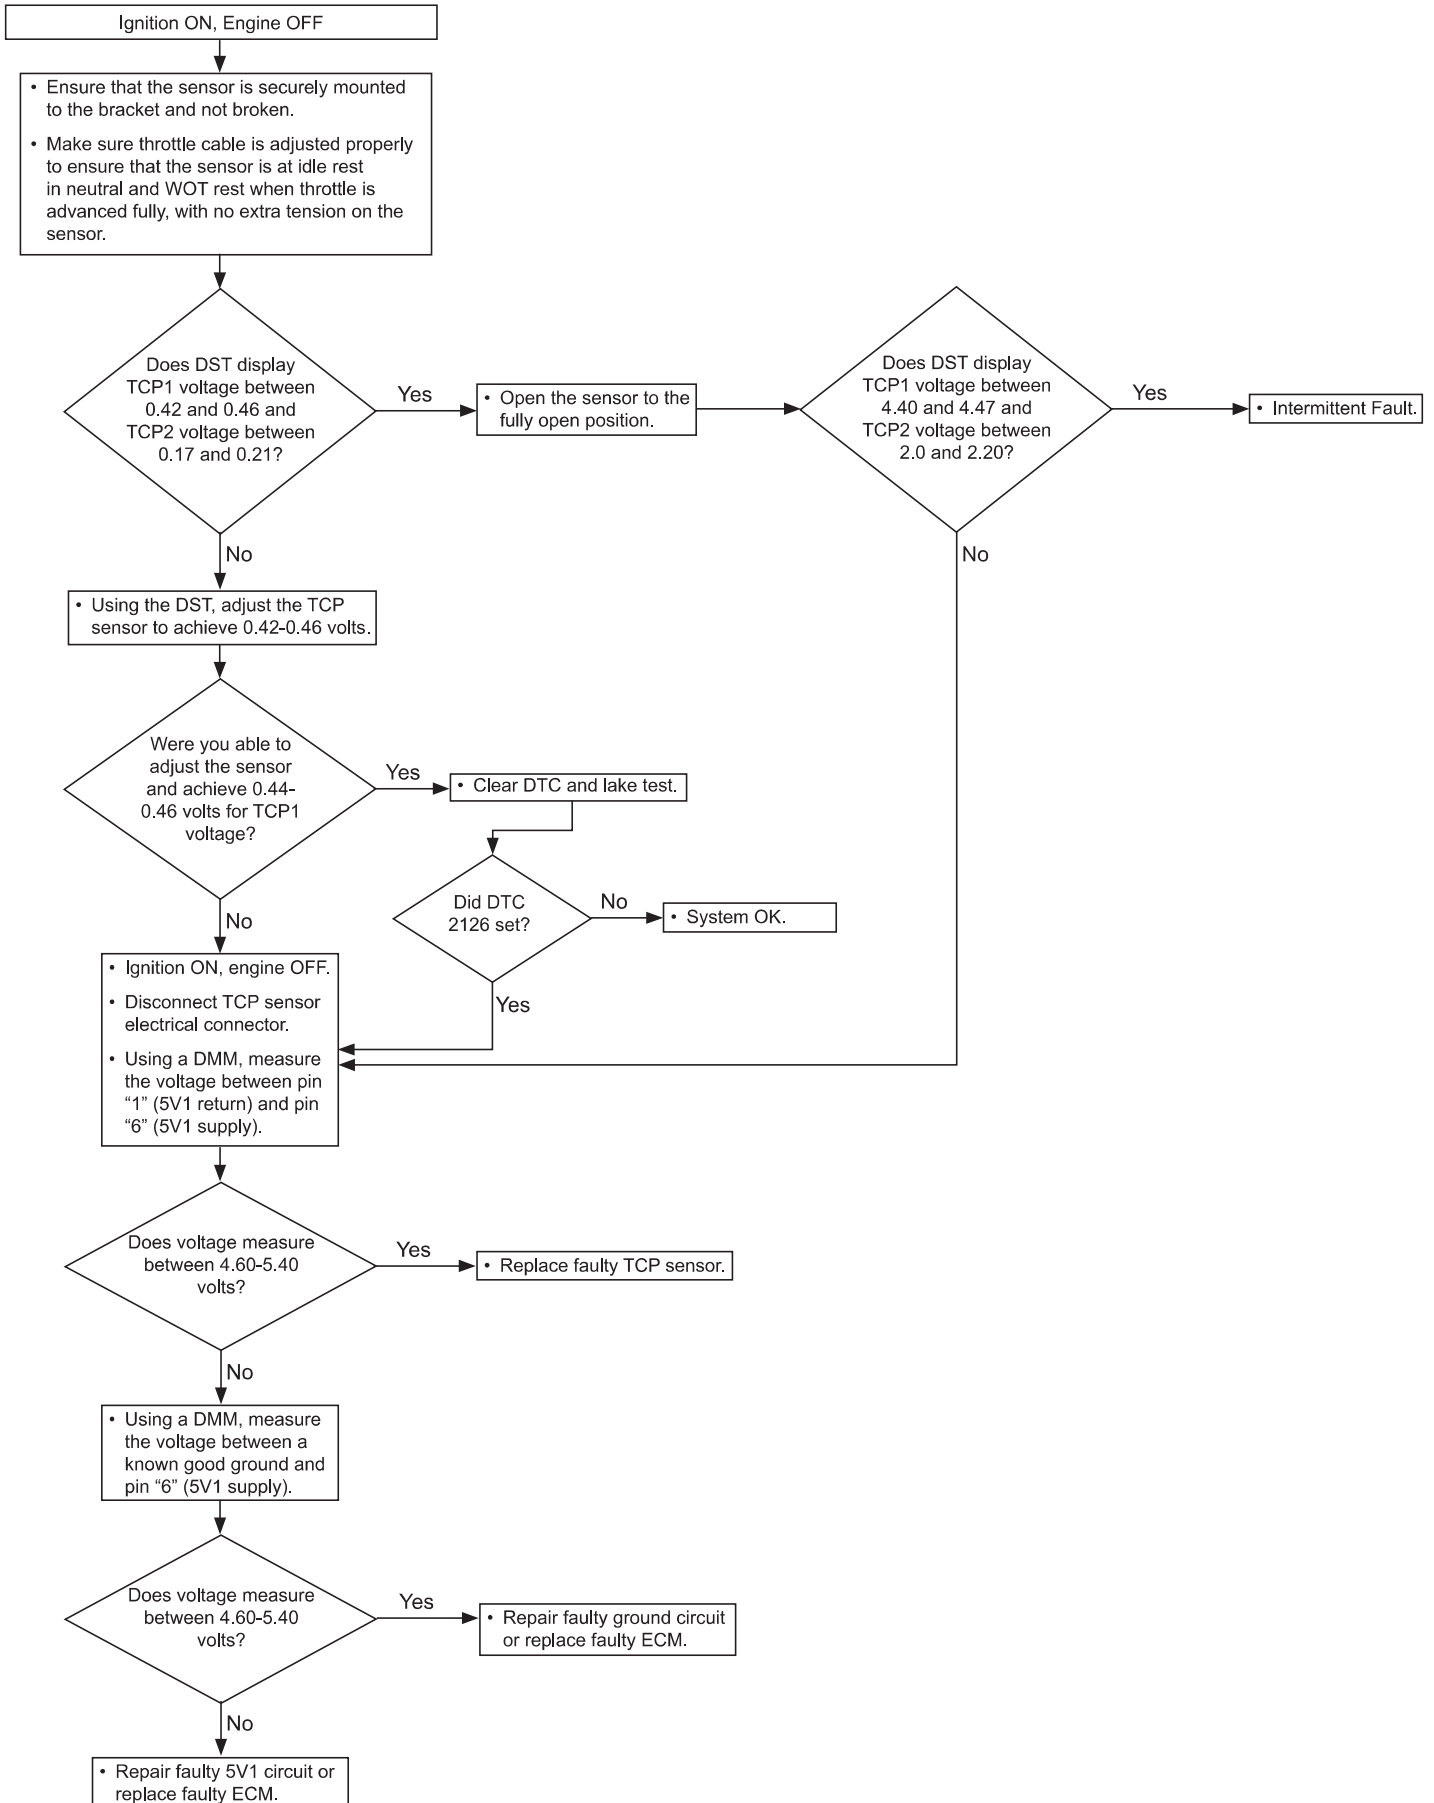 Ignition ON, Engine OFF
• Ensure that the sensor is securely mounted
to the bracket and not broken.
• Make sure throttle cable is adjusted properly
to ensure that the sensor is at idle rest
in neutral and WOT rest when throttle is
advanced fully, with no extra tension on the
sensor.
Does DST display
TCP1 voltage between
0.42 and 0.46 and
TCP2 voltage between
0.17 and 0.21?
Yes
• Open the sensor to the
fully open position.
Does DST display
TCP1 voltage between
4.40 and 4.47 and
TCP2 voltage between
2.0 and 2.20?
Yes
• Intermittent Fault.
No
No
• Using the DST, adjust the TCP
sensor to achieve 0.42-0.46 volts.
Were you able to
adjust the sensor
and achieve 0.44-
0.46 volts for TCP1
voltage?
Yes
• Clear DTC and lake test.
Did DTC
2126 set?
No
• System OK.
Yes
No
• Ignition ON, engine OFF.
• Disconnect TCP sensor
electrical connector.
• Using a DMM, measure
the voltage between pin
“1” (5V1 return) and pin
“6” (5V1 supply).
Does voltage measure
between 4.60-5.40
volts?
Yes
• Replace faulty TCP sensor.
No
• Using a DMM, measure
the voltage between a
known good ground and
pin “6” (5V1 supply).
Does voltage measure
between 4.60-5.40
volts?
Yes
• Repair faulty ground circuit
or replace faulty ECM.
No
• Repair faulty 5V1 circuit or
replace faulty ECM.